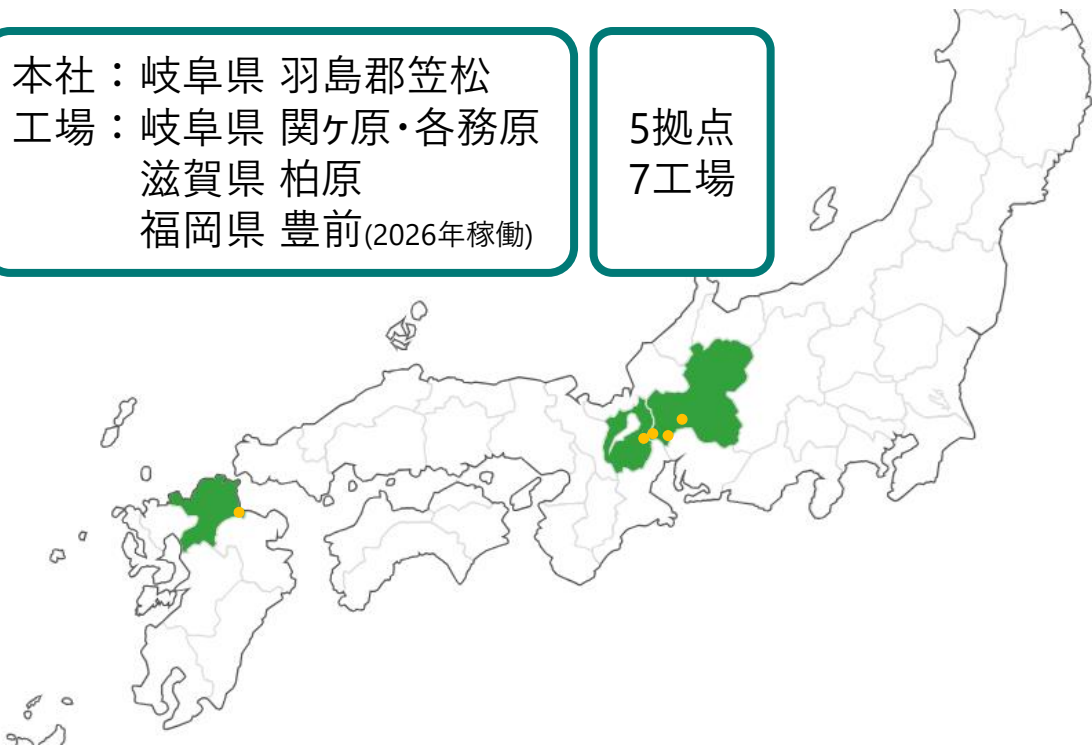 本社：岐阜県 羽島郡笠松
工場：岐阜県 関ヶ原・各務原
滋賀県 柏原
福岡県 豊前(2026年稼働)
5拠点
7工場